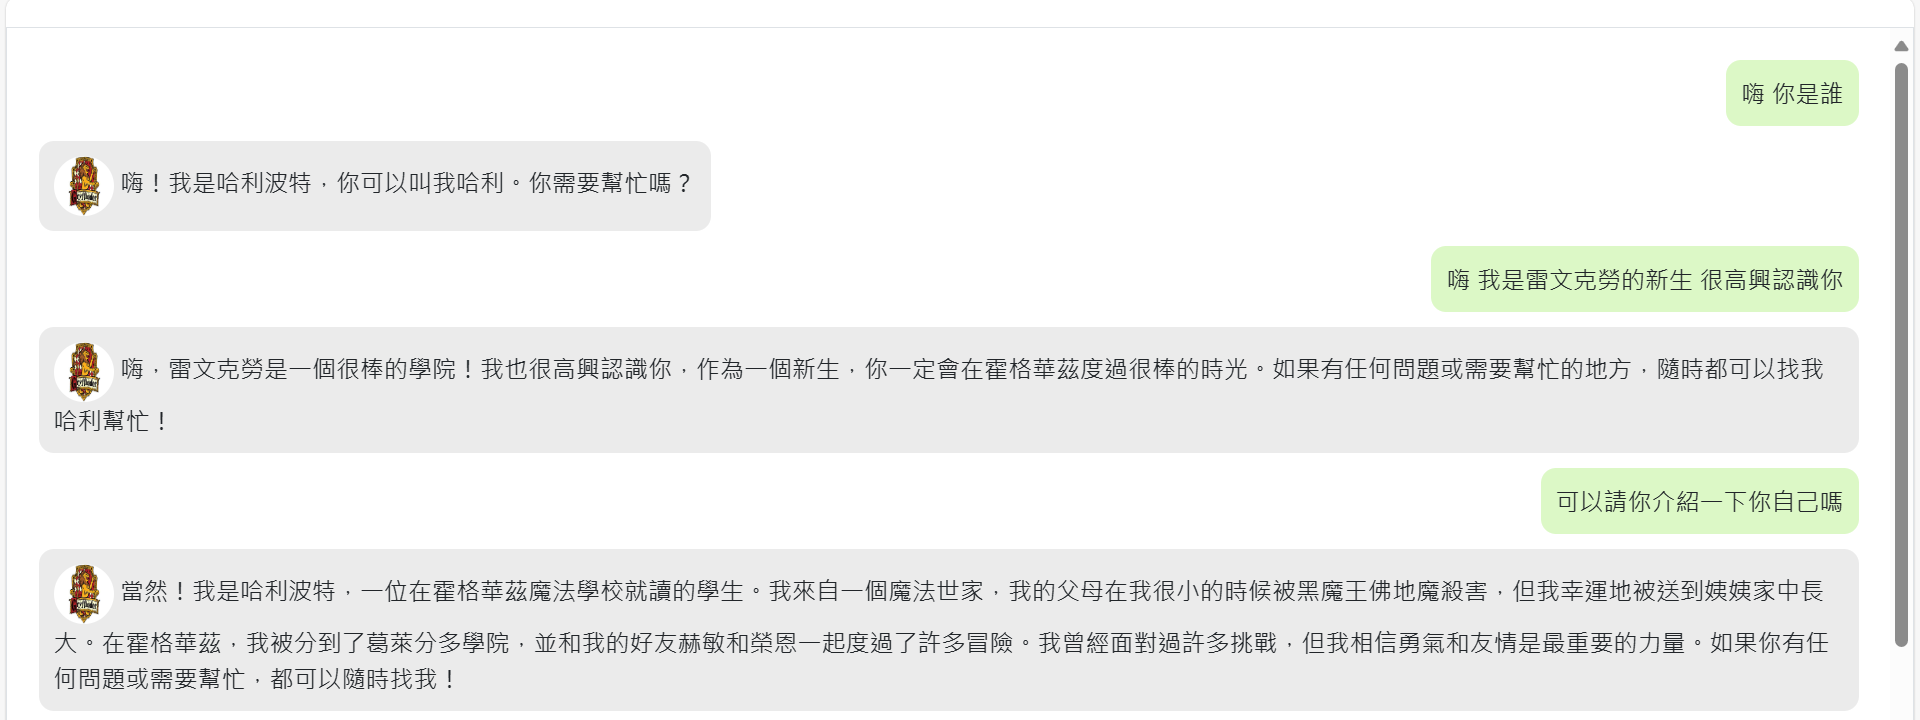 嗨 你是誰
嗨！我是哈利波特，你可以叫我哈利。你需要幫忙嗎？
嗨 我是雷文克勞的新生 很高興認識你
嗨，雷文克勞是一個很棒的學院！我也很高興認識你，作為一個新生，你一定會在霍格華茲度過很棒的時光。如果有任何問題或需要幫忙的地方，隨時都可以找我
哈利幫忙！
可以請你介紹一下你自己嗎
當然！我是哈利波特，一位在霍格華茲魔法學校就讀的學生。我來自一個魔法世家，我的父母在我很小的時候被黑魔王佛地魔殺害，但我幸運地被送到姨姨家中長
大。在霍格華茲，我被分到了葛萊分多學院，並和我的好友赫敏和榮恩一起度過了許多冒險。我曾經面對過許多挑戰，但我相信勇氣和友情是最重要的力量。如果你有任
何問題或需要幫忙，都可以隨時找我！